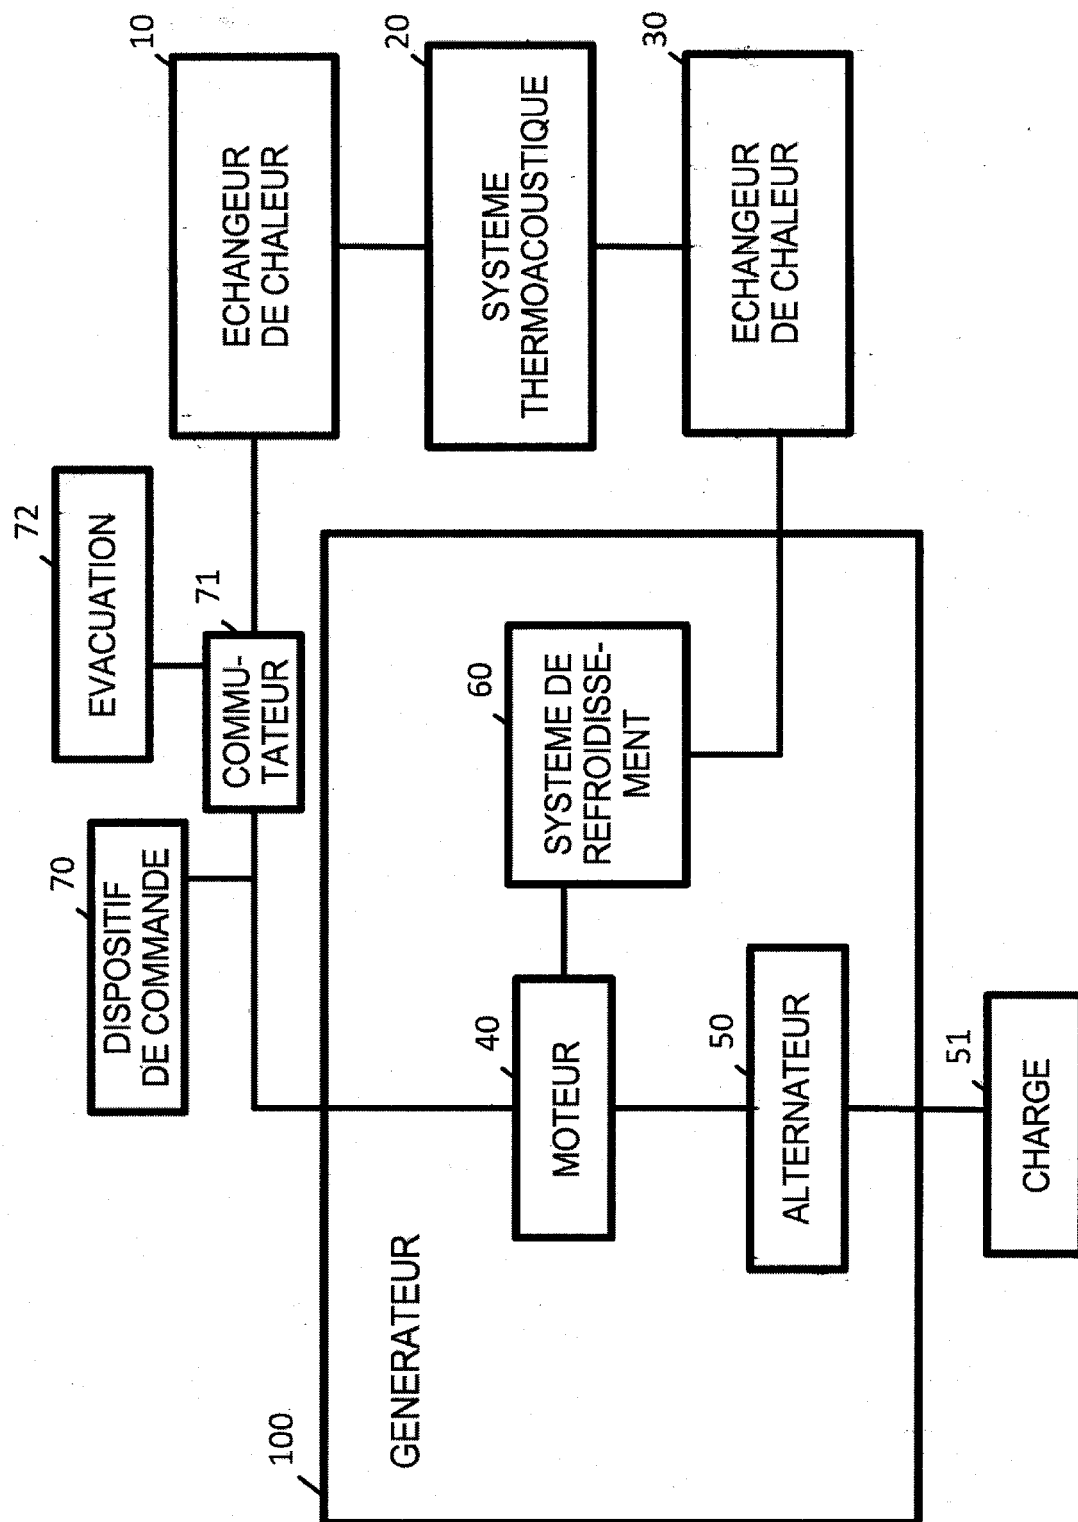 100
GENERATEUR
70
DISPOSITIF
DE COMMANDE
72
EVACUATION
71
COMMU-
TATEUR
10
ECHANGEUR
DE CHALEUR
20
SYSTEME
THERMOACOUSTIQUE
30
ECHANGEUR
DE CHALEUR
60
SYSTEME DE
REFROIDISSE-
MENT
40
MOTEUR
50
ALTERNATEUR
51
CHARGE